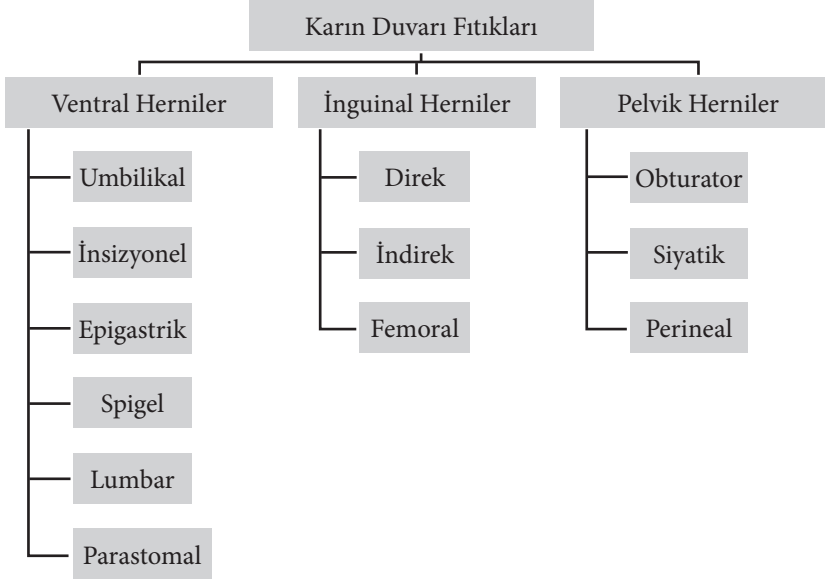 Karın Duvarı Fıtıkları
Ventral Herniler
Umbilikal
İnsizyonel
Epigastrik
Spigel
Lumbar
Parastomal
İnguinal Herniler
Direk
İndirek
Femoral
Pelvik Herniler
Obturator
Siyatik
Perineal